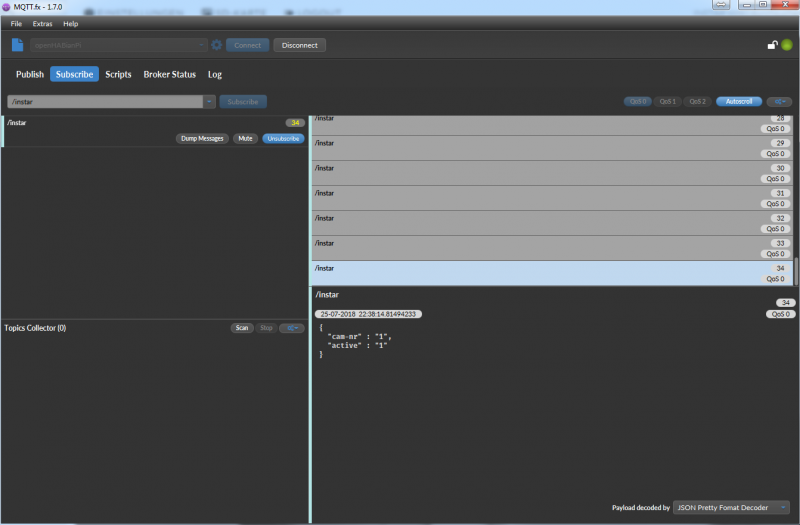 MQTT.fx - 1.7.0
File Extras Help
Connect Disconnect
Publish Subscribe Scripts Broker Status Log
/instar Subscribe QoS 0 QoS 1 QoS 2 Autoscroll
/instar 34
Dump Messages Mute Unsubscribe
/instar 28
QoS 0
/instar 29
QoS 0
/instar 30
QoS 0
/instar 31
QoS 0
/instar 32
QoS 0
/instar 33
QoS 0
/instar 34
QoS 0
/instar 34
25-07-2018 22:38:14.81494233 QoS 0
Topics Collector (0) Scan Stop
{
"cam-nr" : "1",
"active" : "1"
}
Payload decoded by JSON Pretty Fomat Decoder